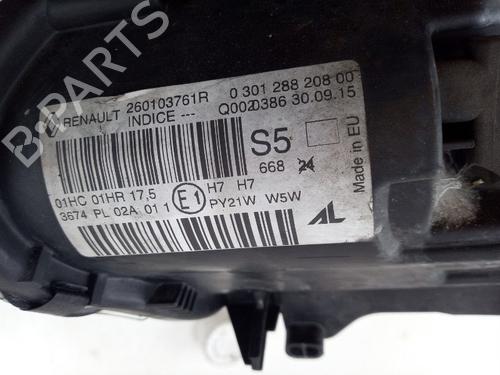 RENAULT 260103761R 0 301 288 208 00
INDICE --- Q0020386 30.09.15
S5
668 24
Made in EU
01HC 01HR 17,5 H7 H7
3674 PL 02A 01 1 E1 PY21W W5W
AL